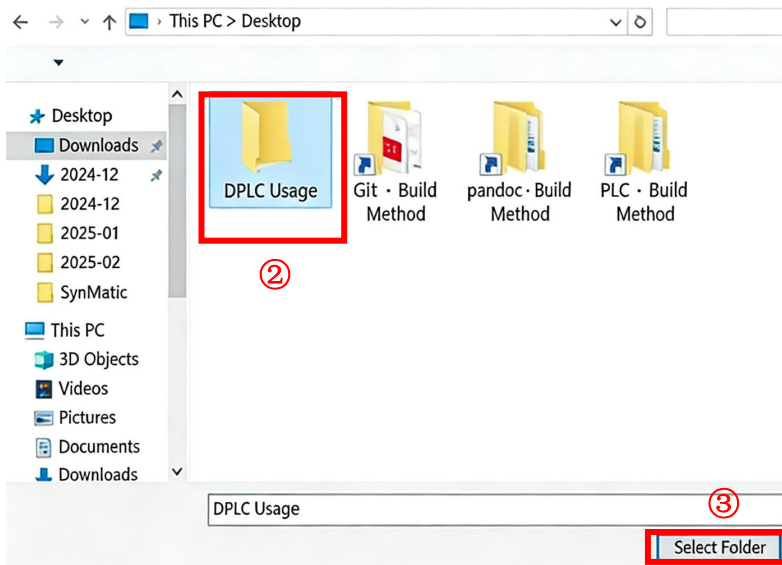 This PC > Desktop
Desktop
Downloads
2024-12
2024-12
2025-01
2025-02
SynMatic
This PC
3D Objects
Videos
Pictures
Documents
Downloads
DPLC Usage
Git · Build
Method
pandoc · Build
Method
PLC · Build
Method
②
DPLC Usage
③
Select Folder